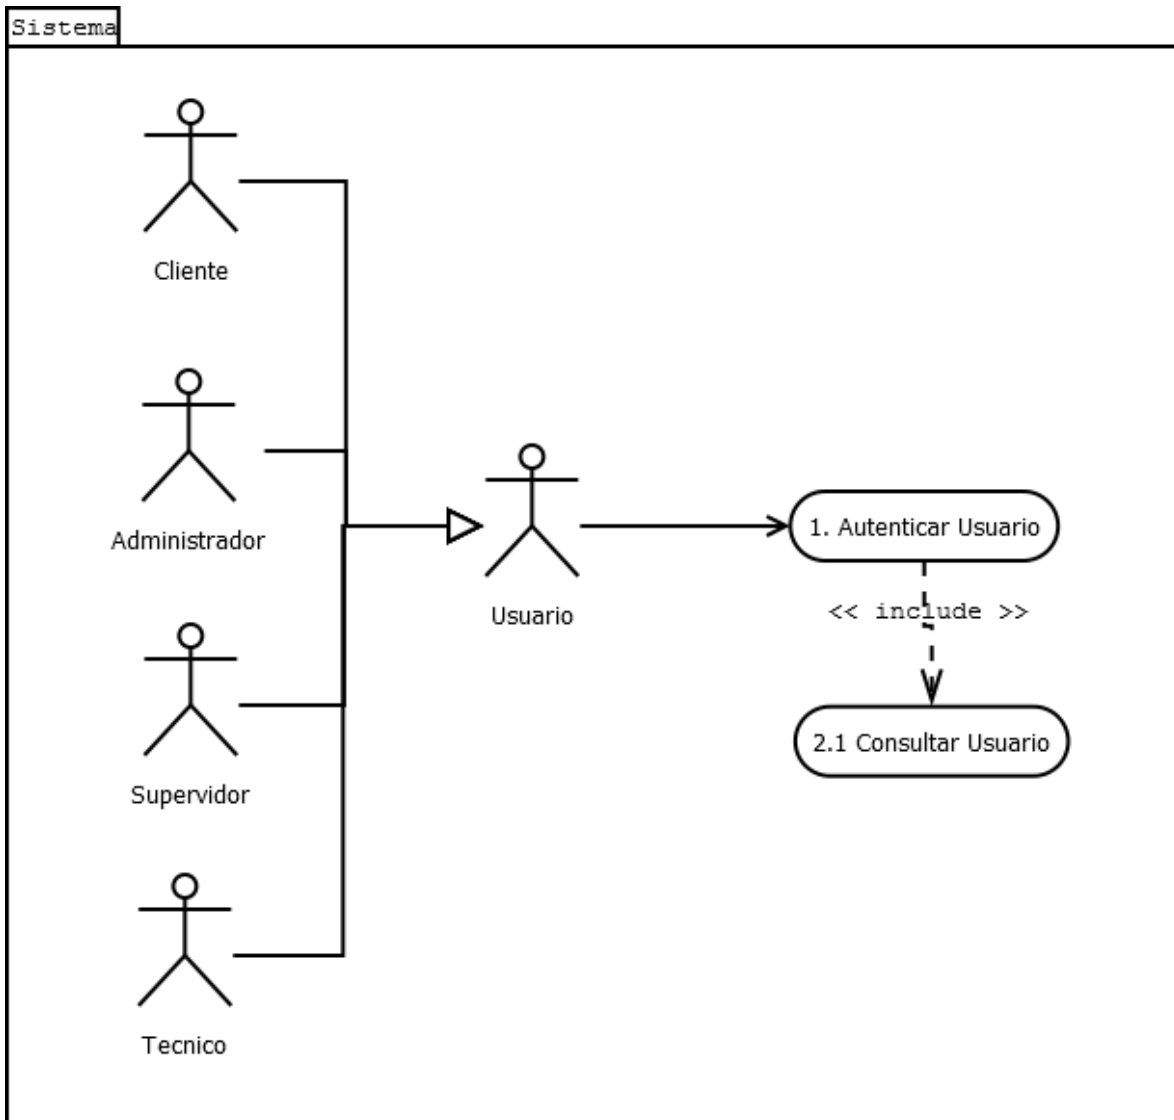 Sistema
Cliente
Administrador
Usuario
1. Autenticar Usuario
<< include >>
2.1 Consultar Usuario
Supervidor
Tecnico